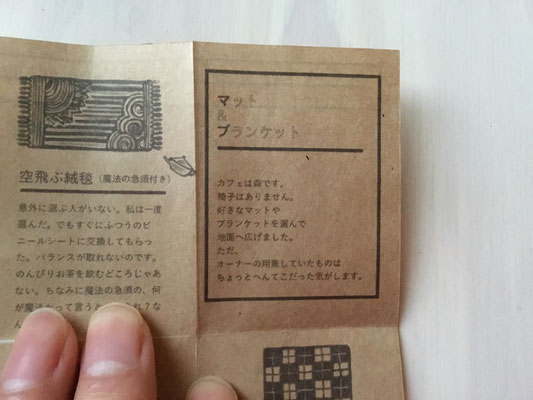 空飛ぶ絨毯（魔法の急須付き）
意外に選ぶ人がいない。私は一度
選んだ。でもすぐにふつうのビ
ニールシートに交換してもらっ
た。バランスが取れないのです。
のんびりお茶を飲むどころじゃあ
ない。ちなみに魔法の急須の、何
が魔法かって言うと
マット
&
ブランケット
カフェは森です。
椅子はありません。
好きなマットや
ブランケットを選んで
地面へ広げました。
ただ、
オーナーの用意していたものは
ちょっとへんてこだった気がします。